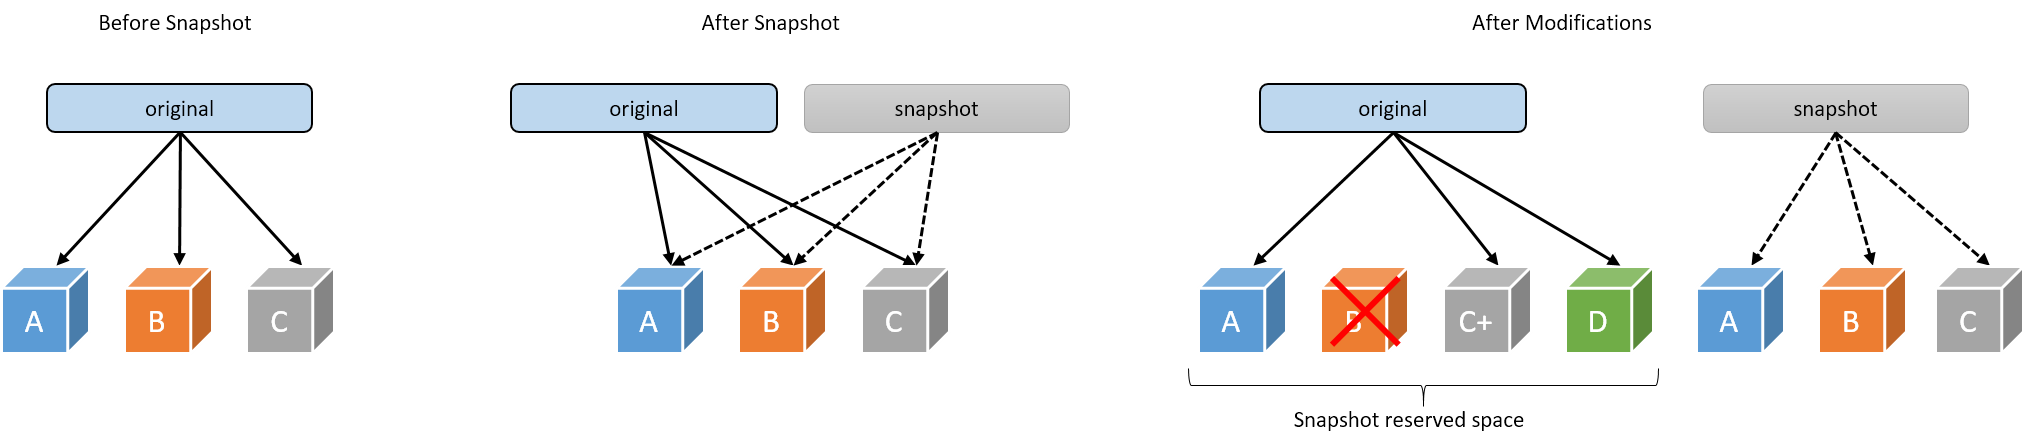 Before Snapshot
After Snapshot
After Modifications
original
original
snapshot
original
snapshot
A
B
C
A
B
C
A
B
C+
D
A
B
C
Snapshot reserved space